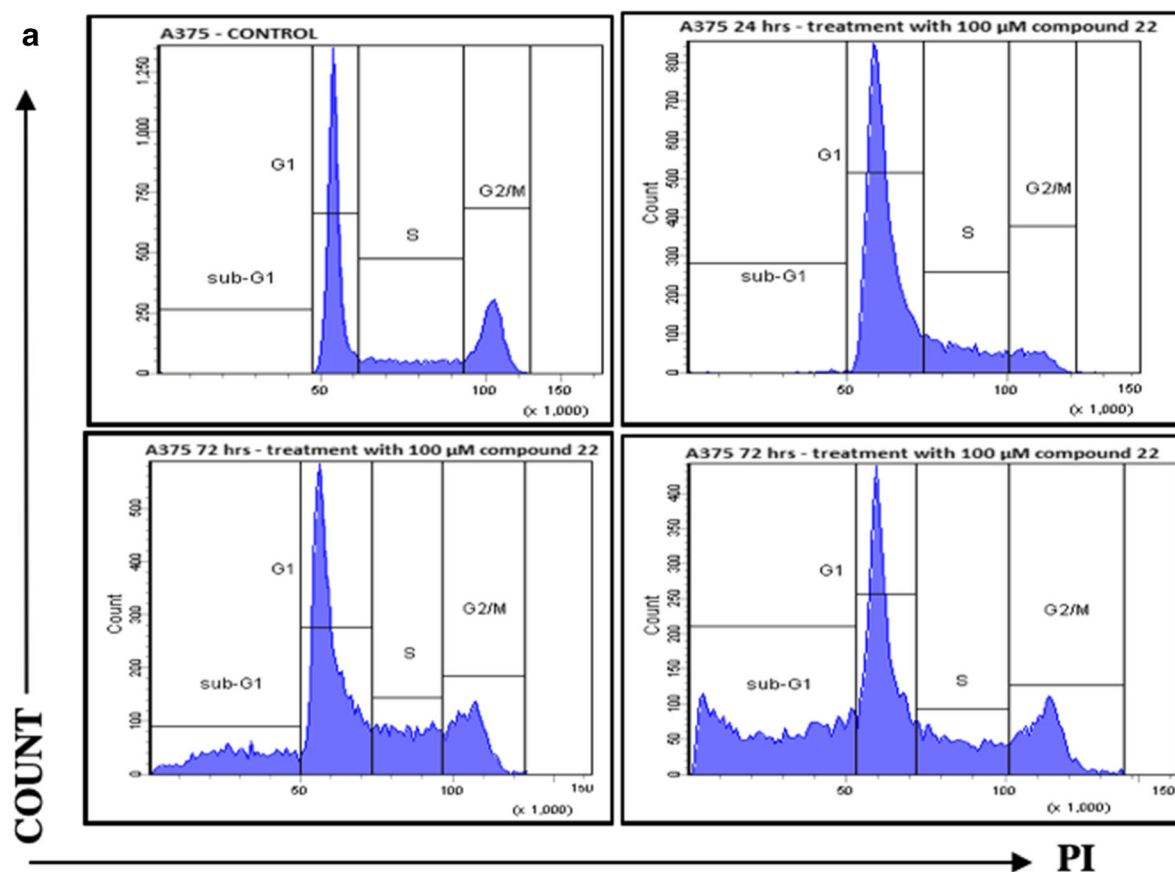 a
A375 - CONTROL
1,250
1,000
750
500
250
0
G1
G2/M
S
sub-G1
50
100
150
(x 1,000)
A375 24 hrs - treatment with 100 µM compound 22
Count
800
700
600
500
400
300
200
100
0
G1
G2/M
S
sub-G1
50
100
150
(x 1,000)
A375 72 hrs - treatment with 100 µM compound 22
Count
500
400
300
200
100
0
G1
G2/M
S
sub-G1
50
100
150
(x 1,000)
A375 72 hrs - treatment with 100 µM compound 22
Count
400
350
300
250
200
150
100
50
0
G1
G2/M
S
sub-G1
50
100
150
(x 1,000)
COUNT
PI